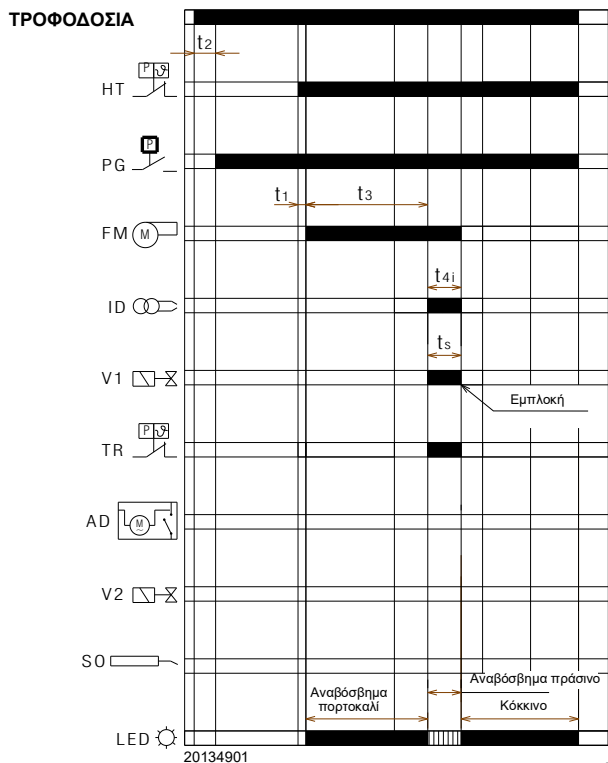 ΤΡΟΦΟΔΟΣΙΑ
t2
P ϑ
HT
P
PG
t1 t3
FM M
t4i
ID
ts
V1
Εμπλοκή
P ϑ
TR
AD M ~
V2
SO
Αναβόσβημα πράσινο
Αναβόσβημα
πορτοκαλί
Κόκκινο
LED
20134901